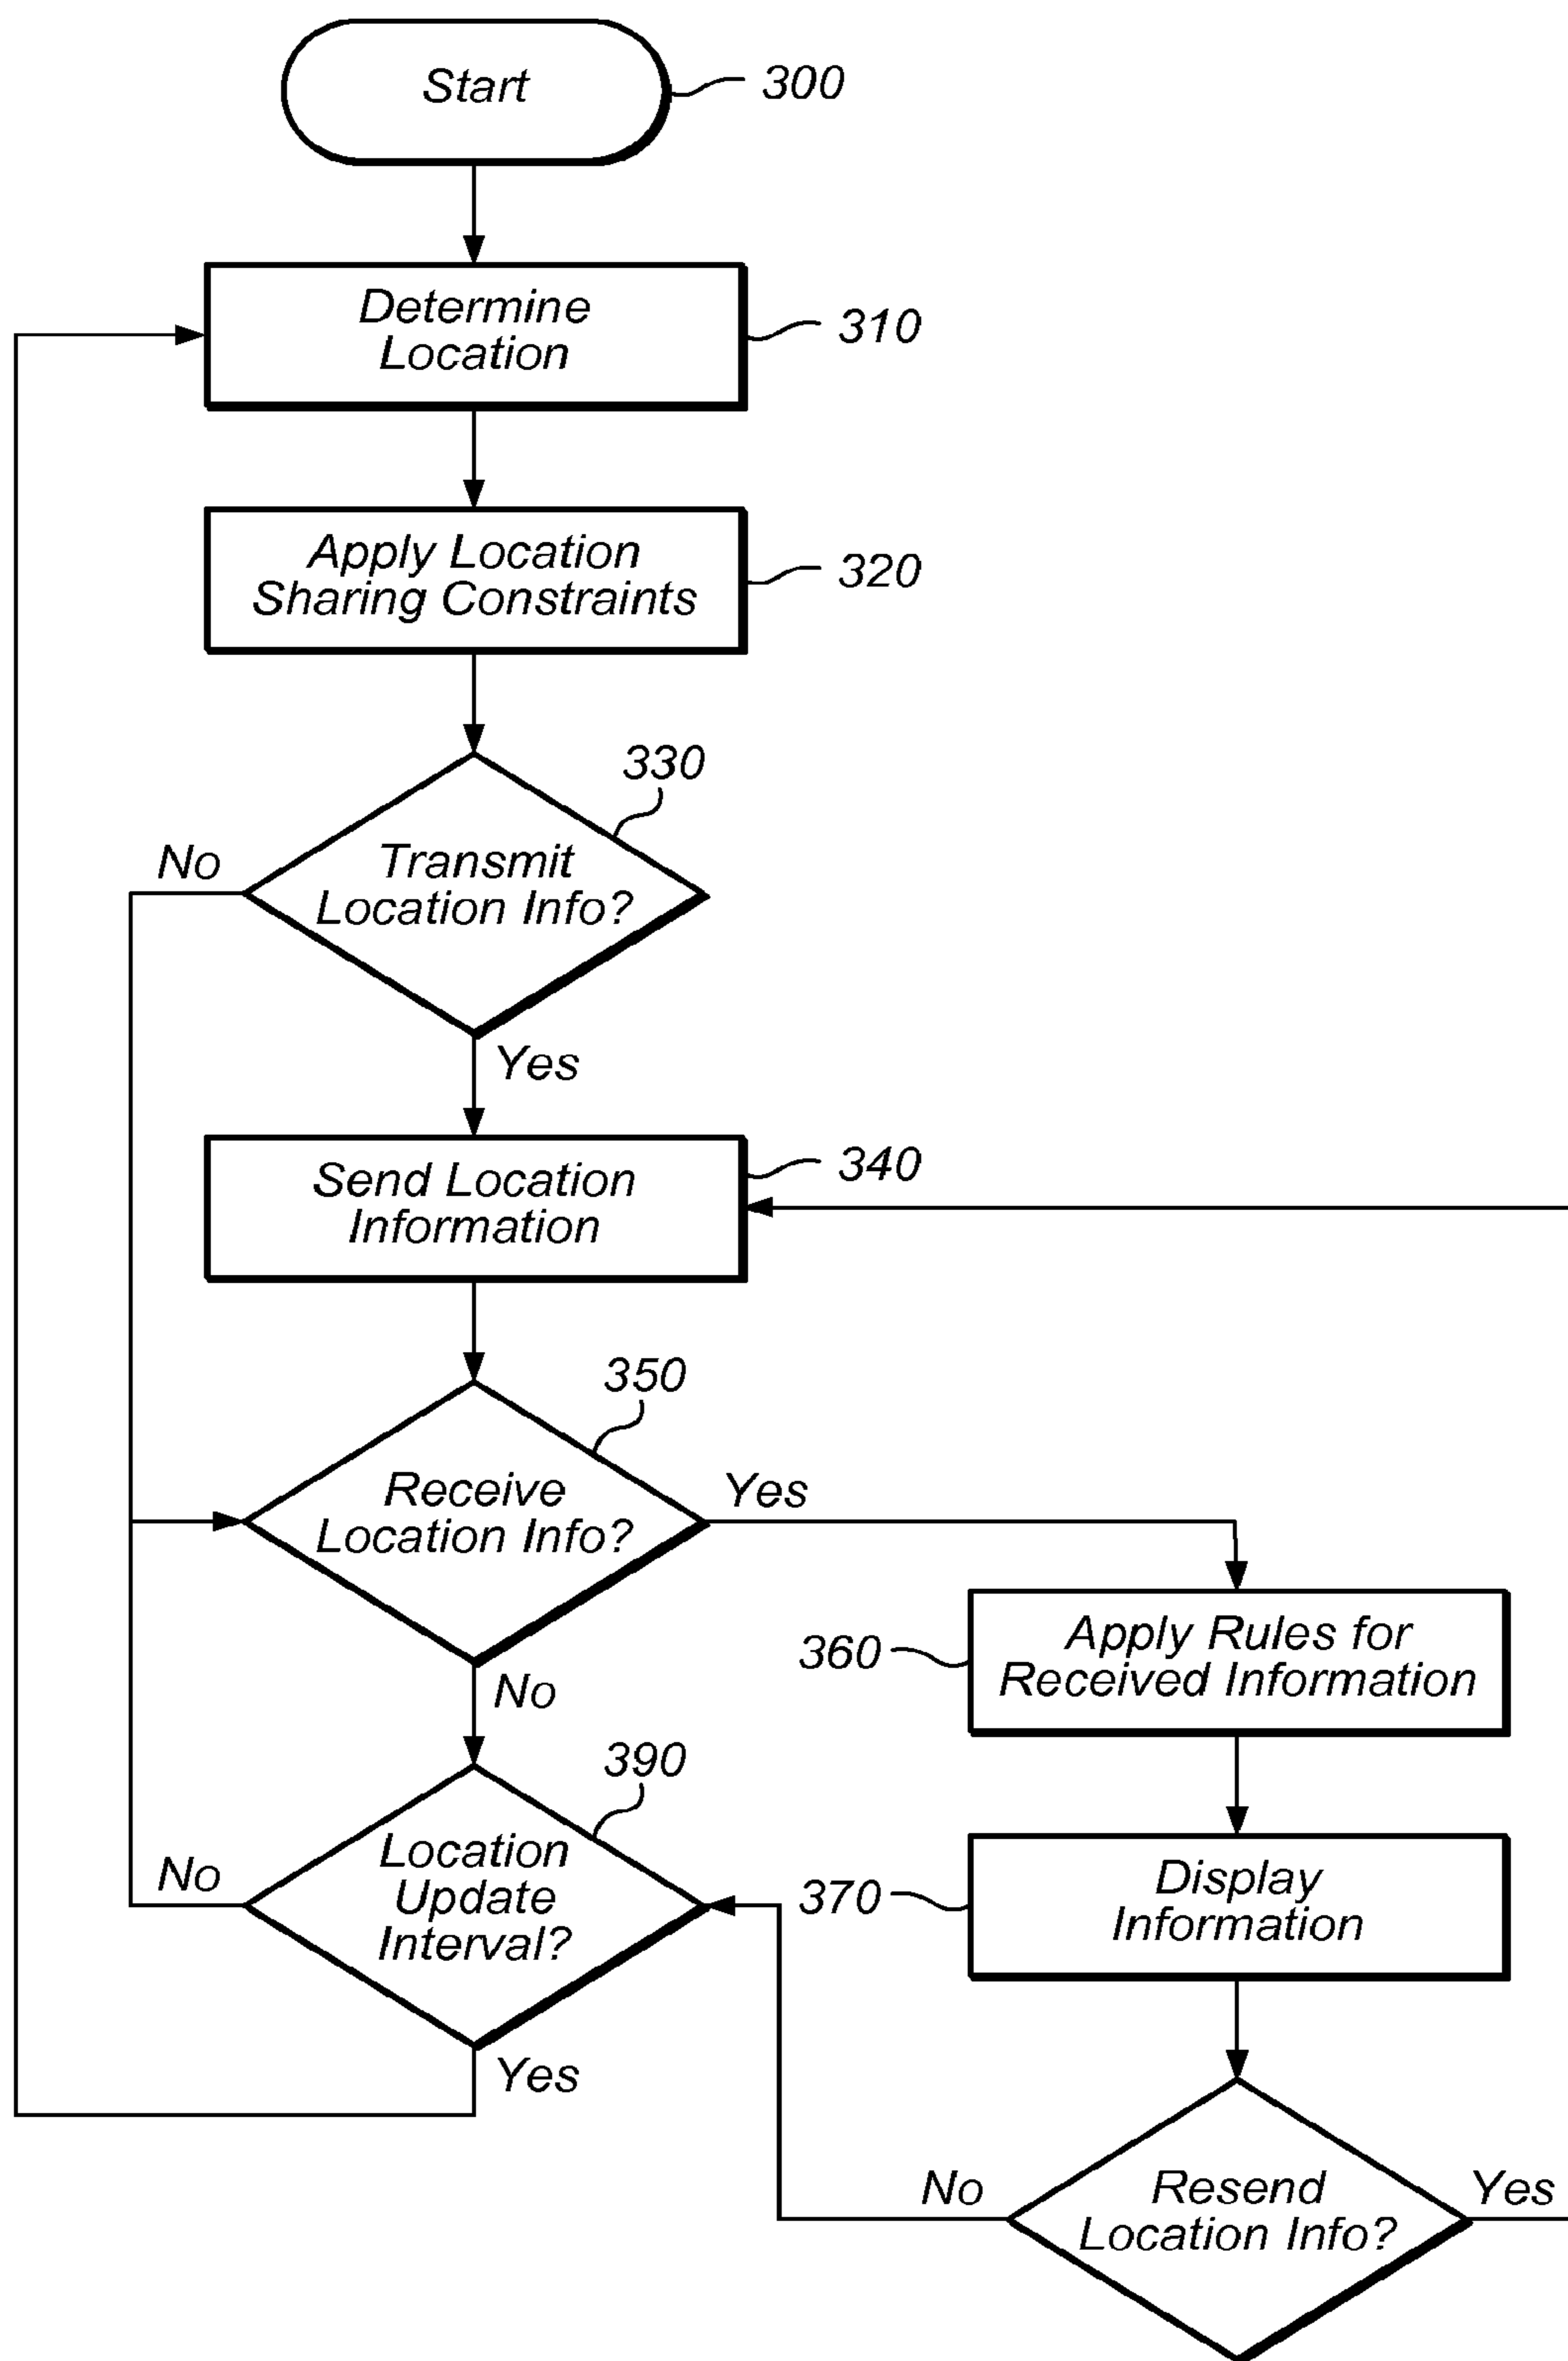 Start
300
Determine
Location
310
Apply Location
Sharing Constraints
320
330
Transmit
Location Info?
No
Yes
Send Location
Information
340
350
Receive
Location Info?
Yes
No
Apply Rules for
Received Information
360
390
Location
Update
Interval?
No
Yes
Display
Information
370
Resend
Location Info?
No
Yes